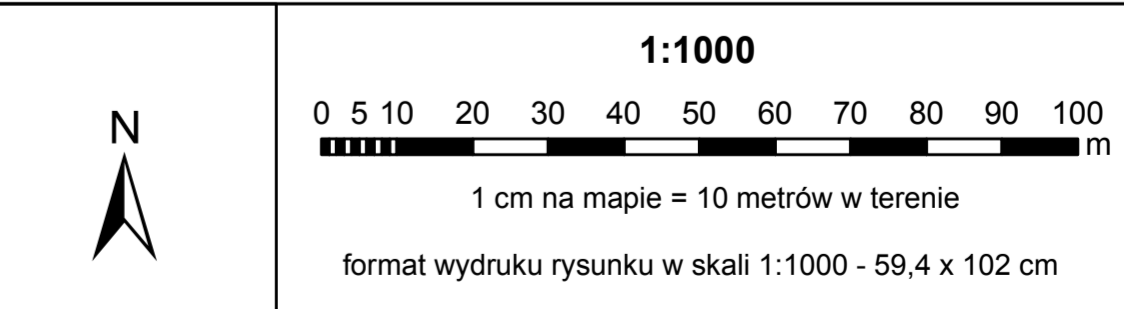 N
1:1000
0 5 10 20 30 40 50 60 70 80 90 100
m
1 cm na mapie = 10 metrów w terenie
format wydruku rysunku w skali 1:1000 - 59,4 x 102 cm